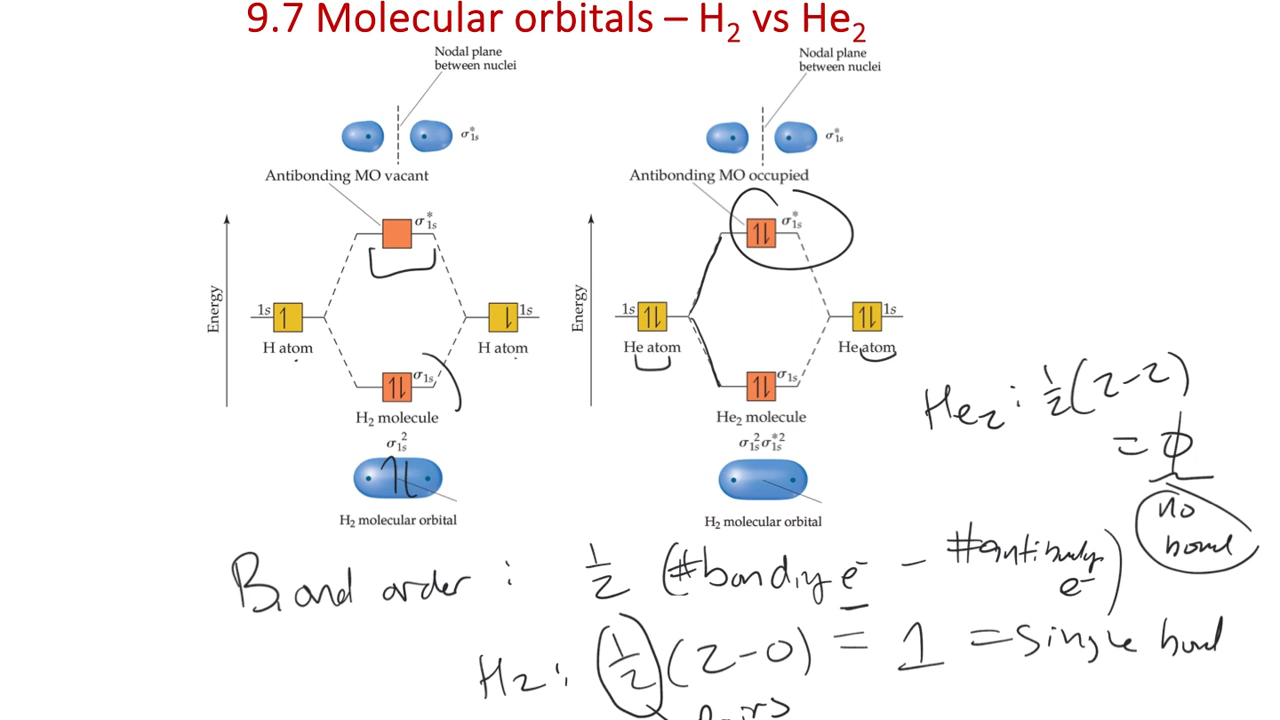 9.7 Molecular orbitals – H₂ vs He₂
Nodal plane
between nuclei
σ*1s
Antibonding MO vacant
σ*1s
Energy
1s
1s
H atom
H atom
σ1s
H₂ molecule
σ1s²
H₂ molecular orbital
Nodal plane
between nuclei
σ*1s
Antibonding MO occupied
σ*1s
Energy
1s
1s
He atom
He atom
σ1s
He₂ molecule
σ1s²σ1s*²
H₂ molecular orbital
He₂: ½(2-2)
= ϕ
no
bond
Bond order: ½ (#bonding e⁻ – #antibonding
e⁻)
H₂: (½)(2-0) = 1 = single bond
pairs